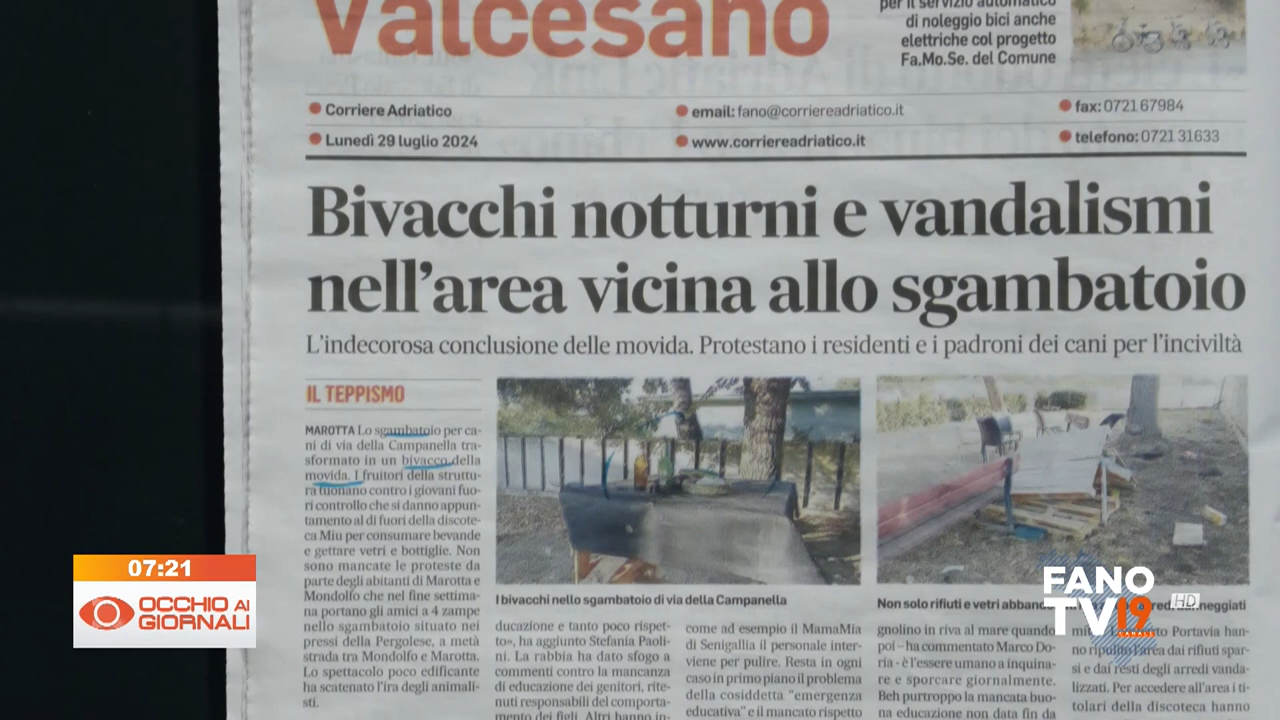 Valcesano
per il servizio automatico
di noleggio bici anche
elettriche col progetto
Fa.Mo.Se. del Comune
Corriere Adriatico
email: fano@corriereadriatico.it
fax: 0721 67984
Lunedì 29 luglio 2024
www.corriereadriatico.it
telefono: 0721 31633
Bivacchi notturni e vandalismi
nell'area vicina allo sgambatoio
L'indecorosa conclusione delle movida. Protestano i residenti e i padroni dei cani per l'inciviltà
IL TEPPISMO
MAROTTA Lo sgambatoio per ca-
ni di via della Campanella tra-
sformato in un bivacco della
movida. I fruitori della struttu-
ra tuonano contro i giovani fuo-
ri controllo che si danno appun-
tamento al di fuori della discote-
ca Miu per consumare bevande
e gettare vetri e bottiglie. Non
sono mancate le proteste da
parte degli abitanti di Marotta e
Mondolfo che nel fine settima-
na portano gli amici a 4 zampe
nello sgambatoio situato nei
pressi della Pergolese, a metà
strada tra Mondolfo e Marotta.
Lo spettacolo poco edificante
ha scatenato l'ira degli animali-
sti.
I bivacchi nello sgambatoio di via della Campanella
ducazione e tanto poco rispet-
to», ha aggiunto Stefania Paoli-
ni. La rabbia ha dato sfogo a
commenti contro la mancanza
di educazione dei genitori, rite-
nuti responsabili del comporta-
mento dei figli. Altri hanno in-
come ad esempio il MamaMia
di Senigallia il personale inter-
viene per pulire. Resta in ogni
caso in primo piano il problema
della cosiddetta "emergenza
educativa" e il mancato rispetto
Non solo rifiuti e vetri abband
neggiati
gnolino in riva al mare quando
poi - ha commentato Marco Do-
ria - è l'essere umano a inquina-
re e sporcare giornalmente.
Beh purtroppo la mancata buo-
na educazione non data fin da
Portavia han-
no ripulito l'area dai rifiuti spar-
si e dai resti degli arredi vanda-
lizzati. Per accedere all'area i ti-
tolari della discoteca hanno
07:21
OCCHIO AI
GIORNALI
FANO
TV 19
HD